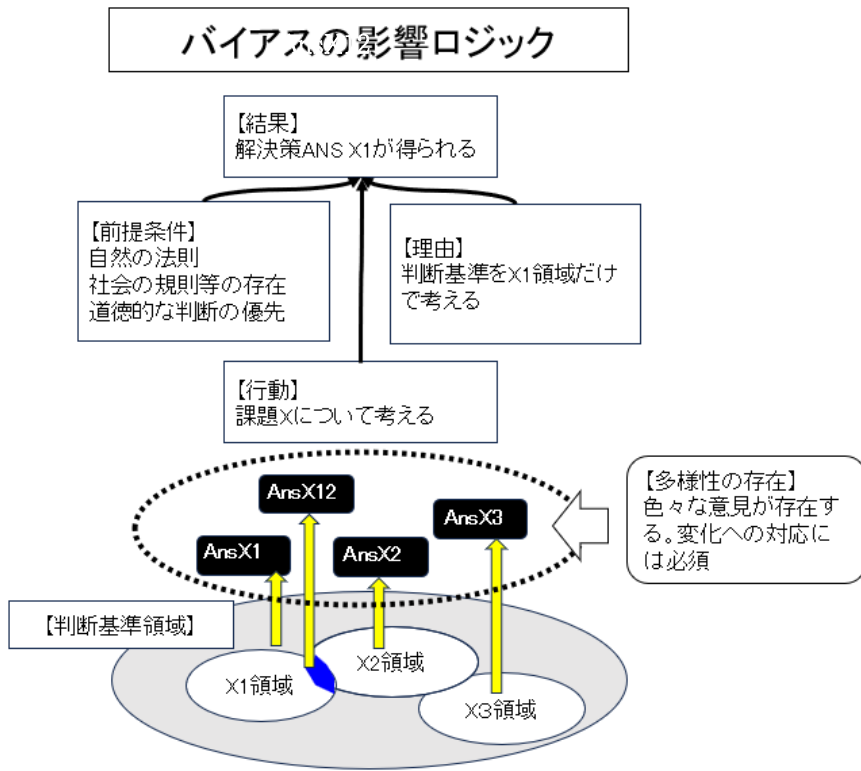 バイアスの影響ロジック
【結果】
解決策ANS X1が得られる
【前提条件】
自然の法則
社会の規則等の存在
道徳的な判断の優先
【理由】
判断基準をX1領域だけ
で考える
【行動】
課題Xについて考える
AnsX12
AnsX1
AnsX2
AnsX3
【多様性の存在】
色々な意見が存在す
る。変化への対応に
は必須
【判断基準領域】
X1領域
X2領域
X3領域